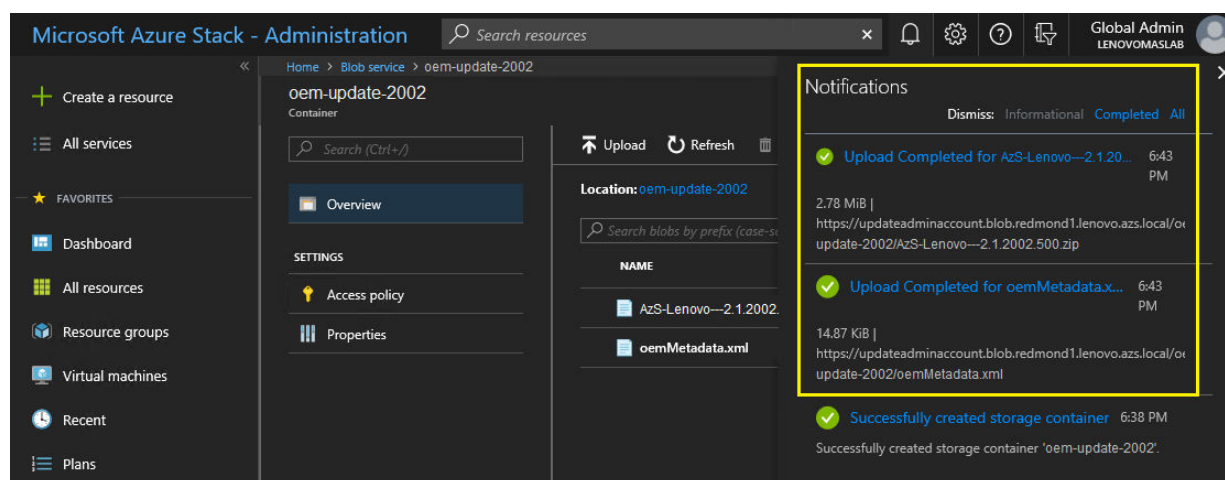 Microsoft Azure Stack - Administration
Search resources
Global Admin
LENOVOMASLAB
Create a resource
All services
FAVORITES
Dashboard
All resources
Resource groups
Virtual machines
Recent
Plans
Home > Blob service > oem-update-2002
oem-update-2002
Container
Search (Ctrl+/)
Overview
SETTINGS
Access policy
Properties
Upload Refresh
Location: oem-update-2002
Search blobs by prefix (case-se
NAME
AzS-Lenovo---2.1.2002.
oemMetadata.xml
Notifications
Dismiss: Informational Completed All
Upload Completed for AzS-Lenovo---2.1.20... 6:43
PM
2.78 MiB |
https://updateadminaccount.blob.redmond1.lenovo.azs.local/oe
update-2002/AzS-Lenovo---2.1.2002.500.zip
Upload Completed for oemMetadata.x... 6:43
PM
14.87 KiB |
https://updateadminaccount.blob.redmond1.lenovo.azs.local/oe
update-2002/oemMetadata.xml
Successfully created storage container 6:38 PM
Successfully created storage container 'oem-update-2002'.